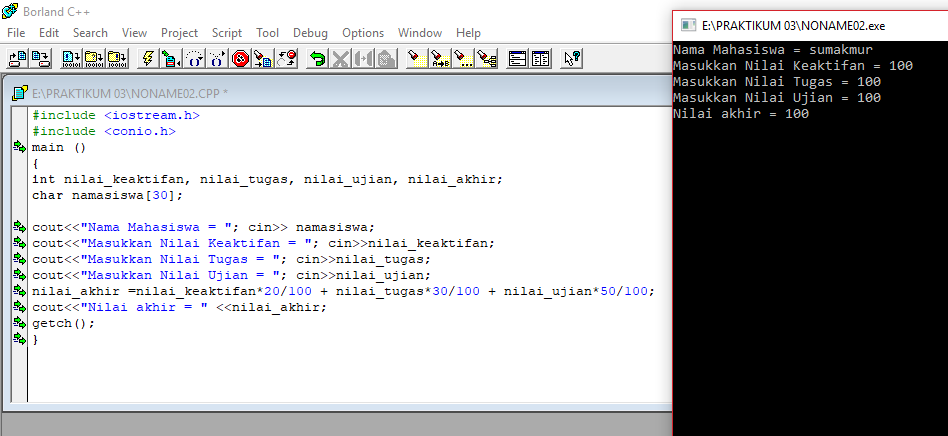 Borland C++
File Edit Search View Project Script Tool Debug Options Window Help
E:\PRAKTIKUM 03\NONAME02.CPP *
#include <iostream.h>
#include <conio.h>
main ()
{
int nilai_keaktifan, nilai_tugas, nilai_ujian, nilai_akhir;
char namasiswa[30];
cout<<"Nama Mahasiswa = "; cin>> namasiswa;
cout<<"Masukkan Nilai Keaktifan = "; cin>>nilai_keaktifan;
cout<<"Masukkan Nilai Tugas = "; cin>>nilai_tugas;
cout<<"Masukkan Nilai Ujian = "; cin>>nilai_ujian;
nilai_akhir =nilai_keaktifan*20/100 + nilai_tugas*30/100 + nilai_ujian*50/100;
cout<<"Nilai akhir = " <<nilai_akhir;
getch();
}
E:\PRAKTIKUM 03\NONAME02.exe
Nama Mahasiswa = sumakmur
Masukkan Nilai Keaktifan = 100
Masukkan Nilai Tugas = 100
Masukkan Nilai Ujian = 100
Nilai akhir = 100